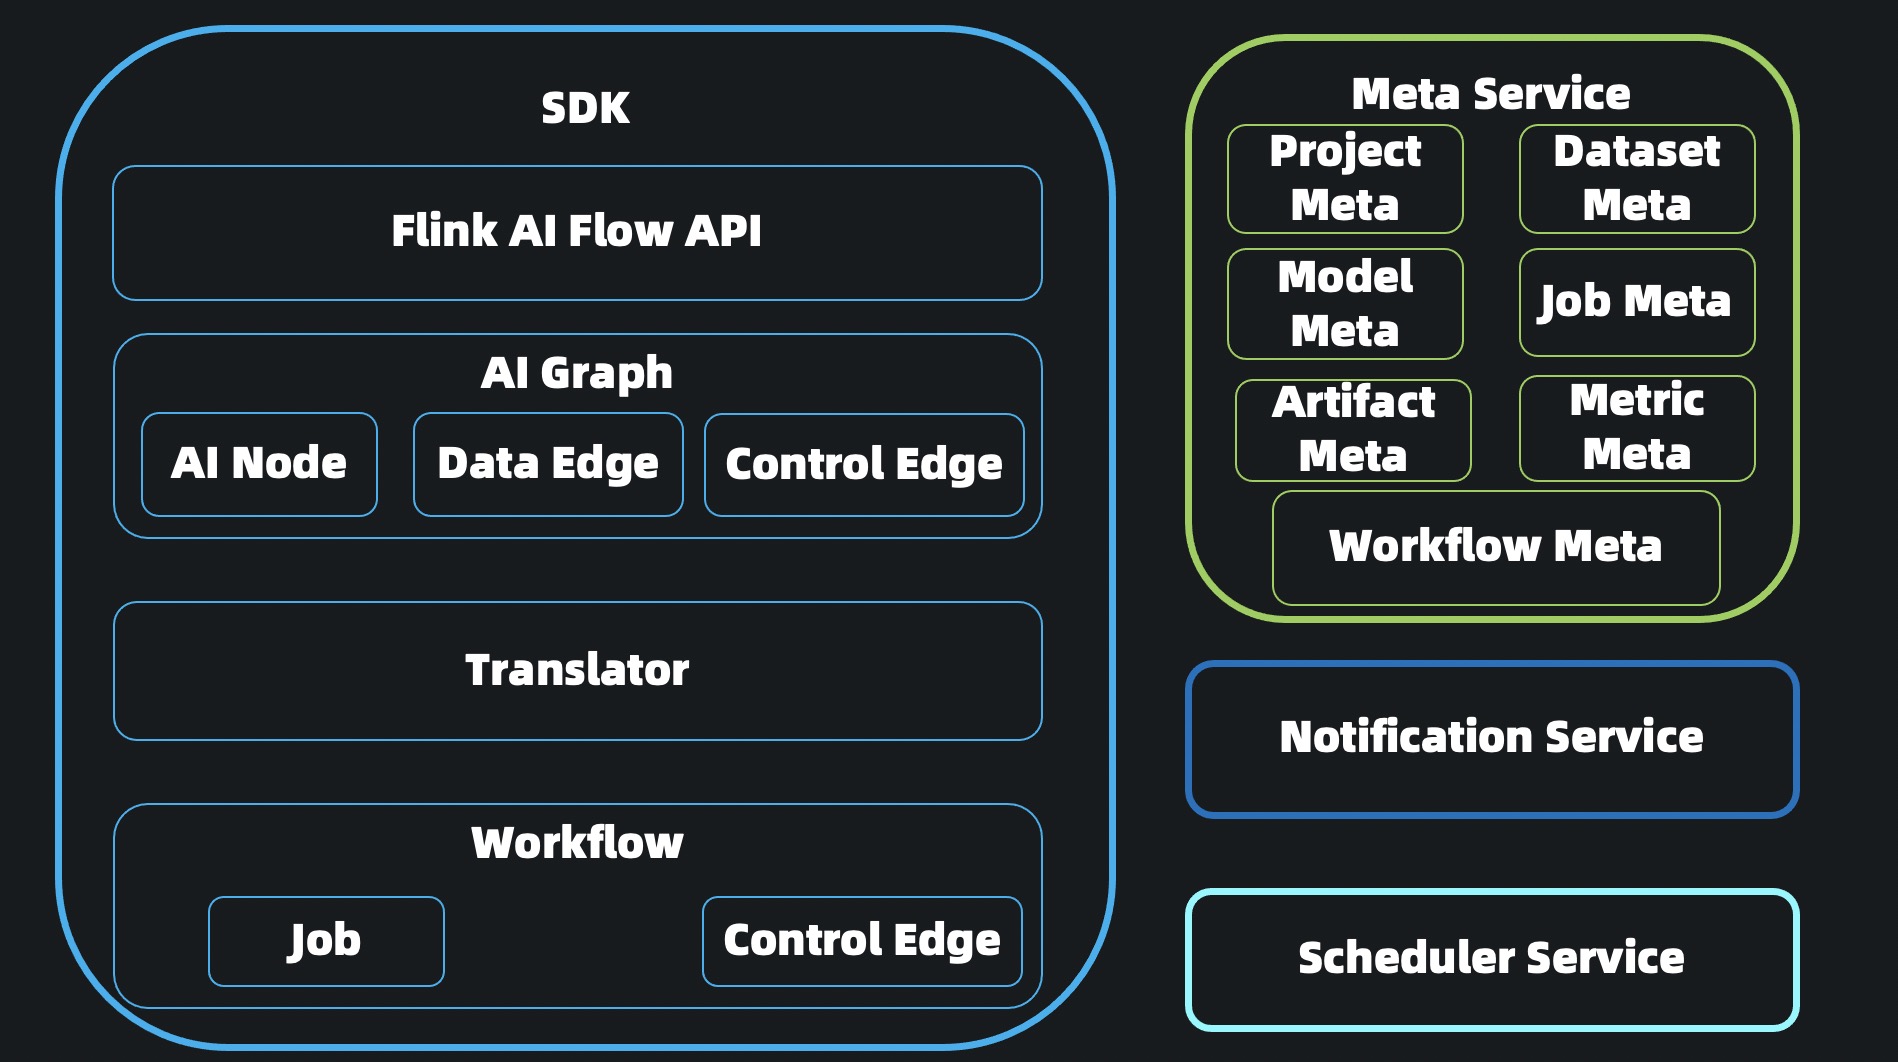 SDK
Flink AI Flow API
AI Graph
AI Node
Data Edge
Control Edge
Translator
Workflow
Job
Control Edge
Meta Service
Project
Meta
Dataset
Meta
Model
Meta
Job Meta
Artifact
Meta
Metric
Meta
Workflow Meta
Notification Service
Scheduler Service